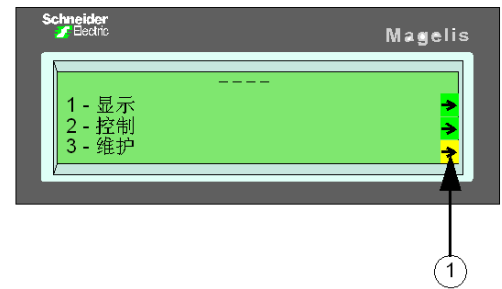 Schneider
Electric
Magelis
----
1 - 显示
2 - 控制
3 - 维护
1